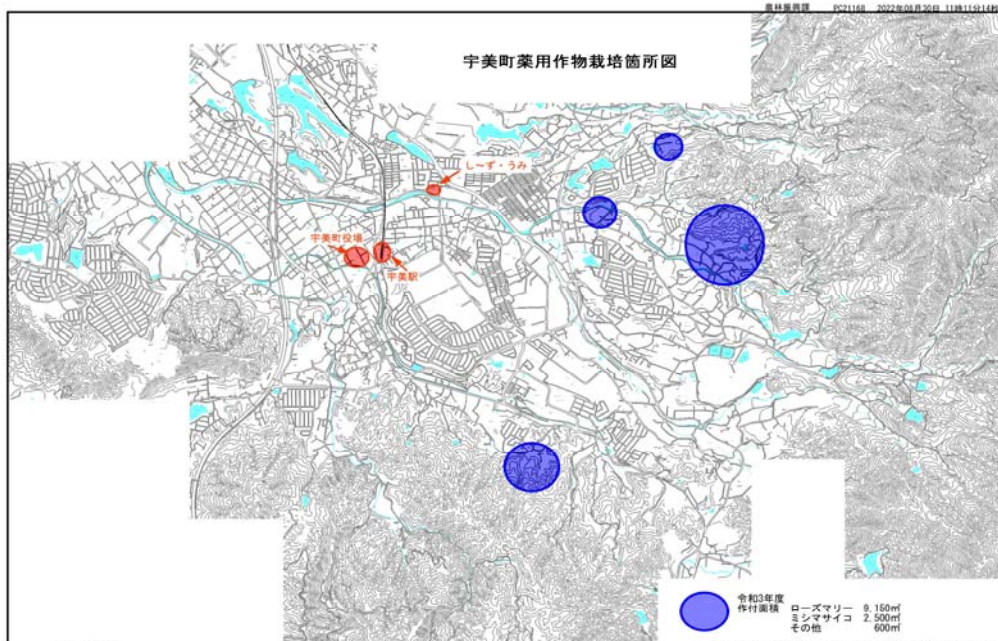 農林振興課 PC21168 2022年08月30日 11時11分14秒
宇美町薬用作物栽培箇所図
し～ず・うみ
宇美町役場
宇美駅
令和3年度
作付面積 ローズマリー 9,150㎡
ミシマサイコ 2,500㎡
その他 600㎡